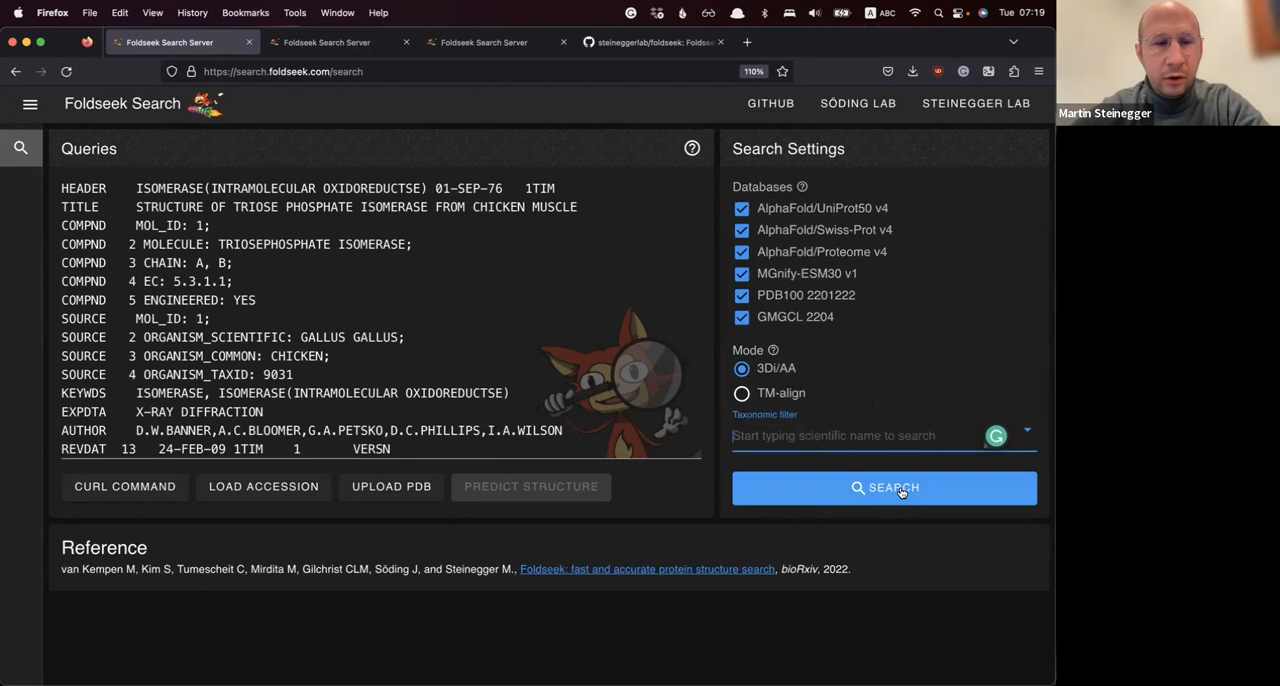 Firefox File Edit View History Bookmarks Tools Window Help
A ABC
Tue 07:19
Foldseek Search Server
Foldseek Search Server
Foldseek Search Server
steineggerlab/foldseek: Foldsee
https://search.foldseek.com/search
110%
Foldseek Search
GITHUB
SÖDING LAB
STEINEGGER LAB
Martin Steinegger
Queries
HEADER ISOMERASE(INTRAMOLECULAR OXIDOREDUCTSE) 01-SEP-76 1TIM
TITLE STRUCTURE OF TRIOSE PHOSPHATE ISOMERASE FROM CHICKEN MUSCLE
COMPND MOL_ID: 1;
COMPND 2 MOLECULE: TRIOSEPHOSPHATE ISOMERASE;
COMPND 3 CHAIN: A, B;
COMPND 4 EC: 5.3.1.1;
COMPND 5 ENGINEERED: YES
SOURCE MOL_ID: 1;
SOURCE 2 ORGANISM_SCIENTIFIC: GALLUS GALLUS;
SOURCE 3 ORGANISM_COMMON: CHICKEN;
SOURCE 4 ORGANISM_TAXID: 9031
KEYWDS ISOMERASE, ISOMERASE(INTRAMOLECULAR OXIDOREDUCTSE)
EXPDTA X-RAY DIFFRACTION
AUTHOR D.W.BANNER,A.C.BLOOMER,G.A.PETSKO,D.C.PHILLIPS,I.A.WILSON
REVDAT 13 24-FEB-09 1TIM 1 VERSN
CURL COMMAND
LOAD ACCESSION
UPLOAD PDB
PREDICT STRUCTURE
Search Settings
Databases
AlphaFold/UniProt50 v4
AlphaFold/Swiss-Prot v4
AlphaFold/Proteome v4
MGnify-ESM30 v1
PDB100 2201222
GMGCL 2204
Mode
3Di/AA
TM-align
Taxonomic filter
Start typing scientific name to search
SEARCH
Reference
van Kempen M, Kim S, Tumescheit C, Mirdita M, Gilchrist CLM, Söding J, and Steinegger M., Foldseek: fast and accurate protein structure search, bioRxiv, 2022.